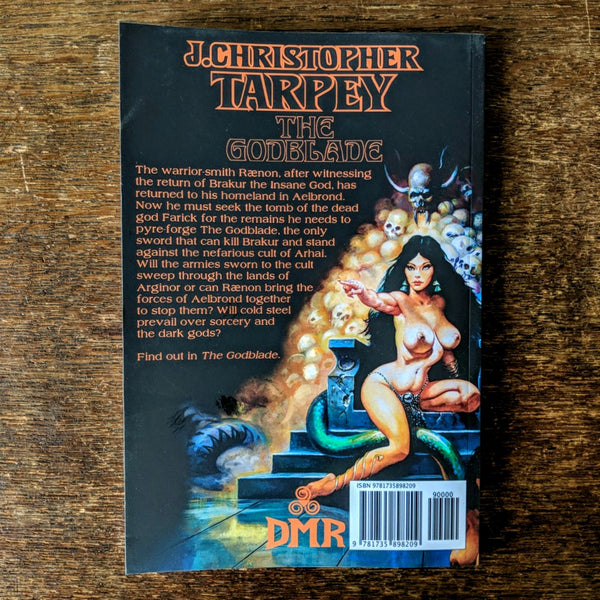 J. CHRISTOPHER
TARPEY
THE
GODBLADE
The warrior-smith Rænon, after witnessing
the return of Brakur the Insane God, has
returned to his homeland in Aelbrond.
Now he must seek the tomb of the dead
god Farick for the remains he needs to
pyre-forge The Godblade, the only
sword that can kill Brakur and stand
against the nefarious cult of Arhai.
Will the armies sworn to the cult
sweep through the lands of
Arginor or can Rænon bring the
forces of Aelbrond together
to stop them? Will cold steel
prevail over sorcery and
the dark gods?
Find out in The Godblade.
ISBN 9781735898209
90000
9 781735 898209
DMR